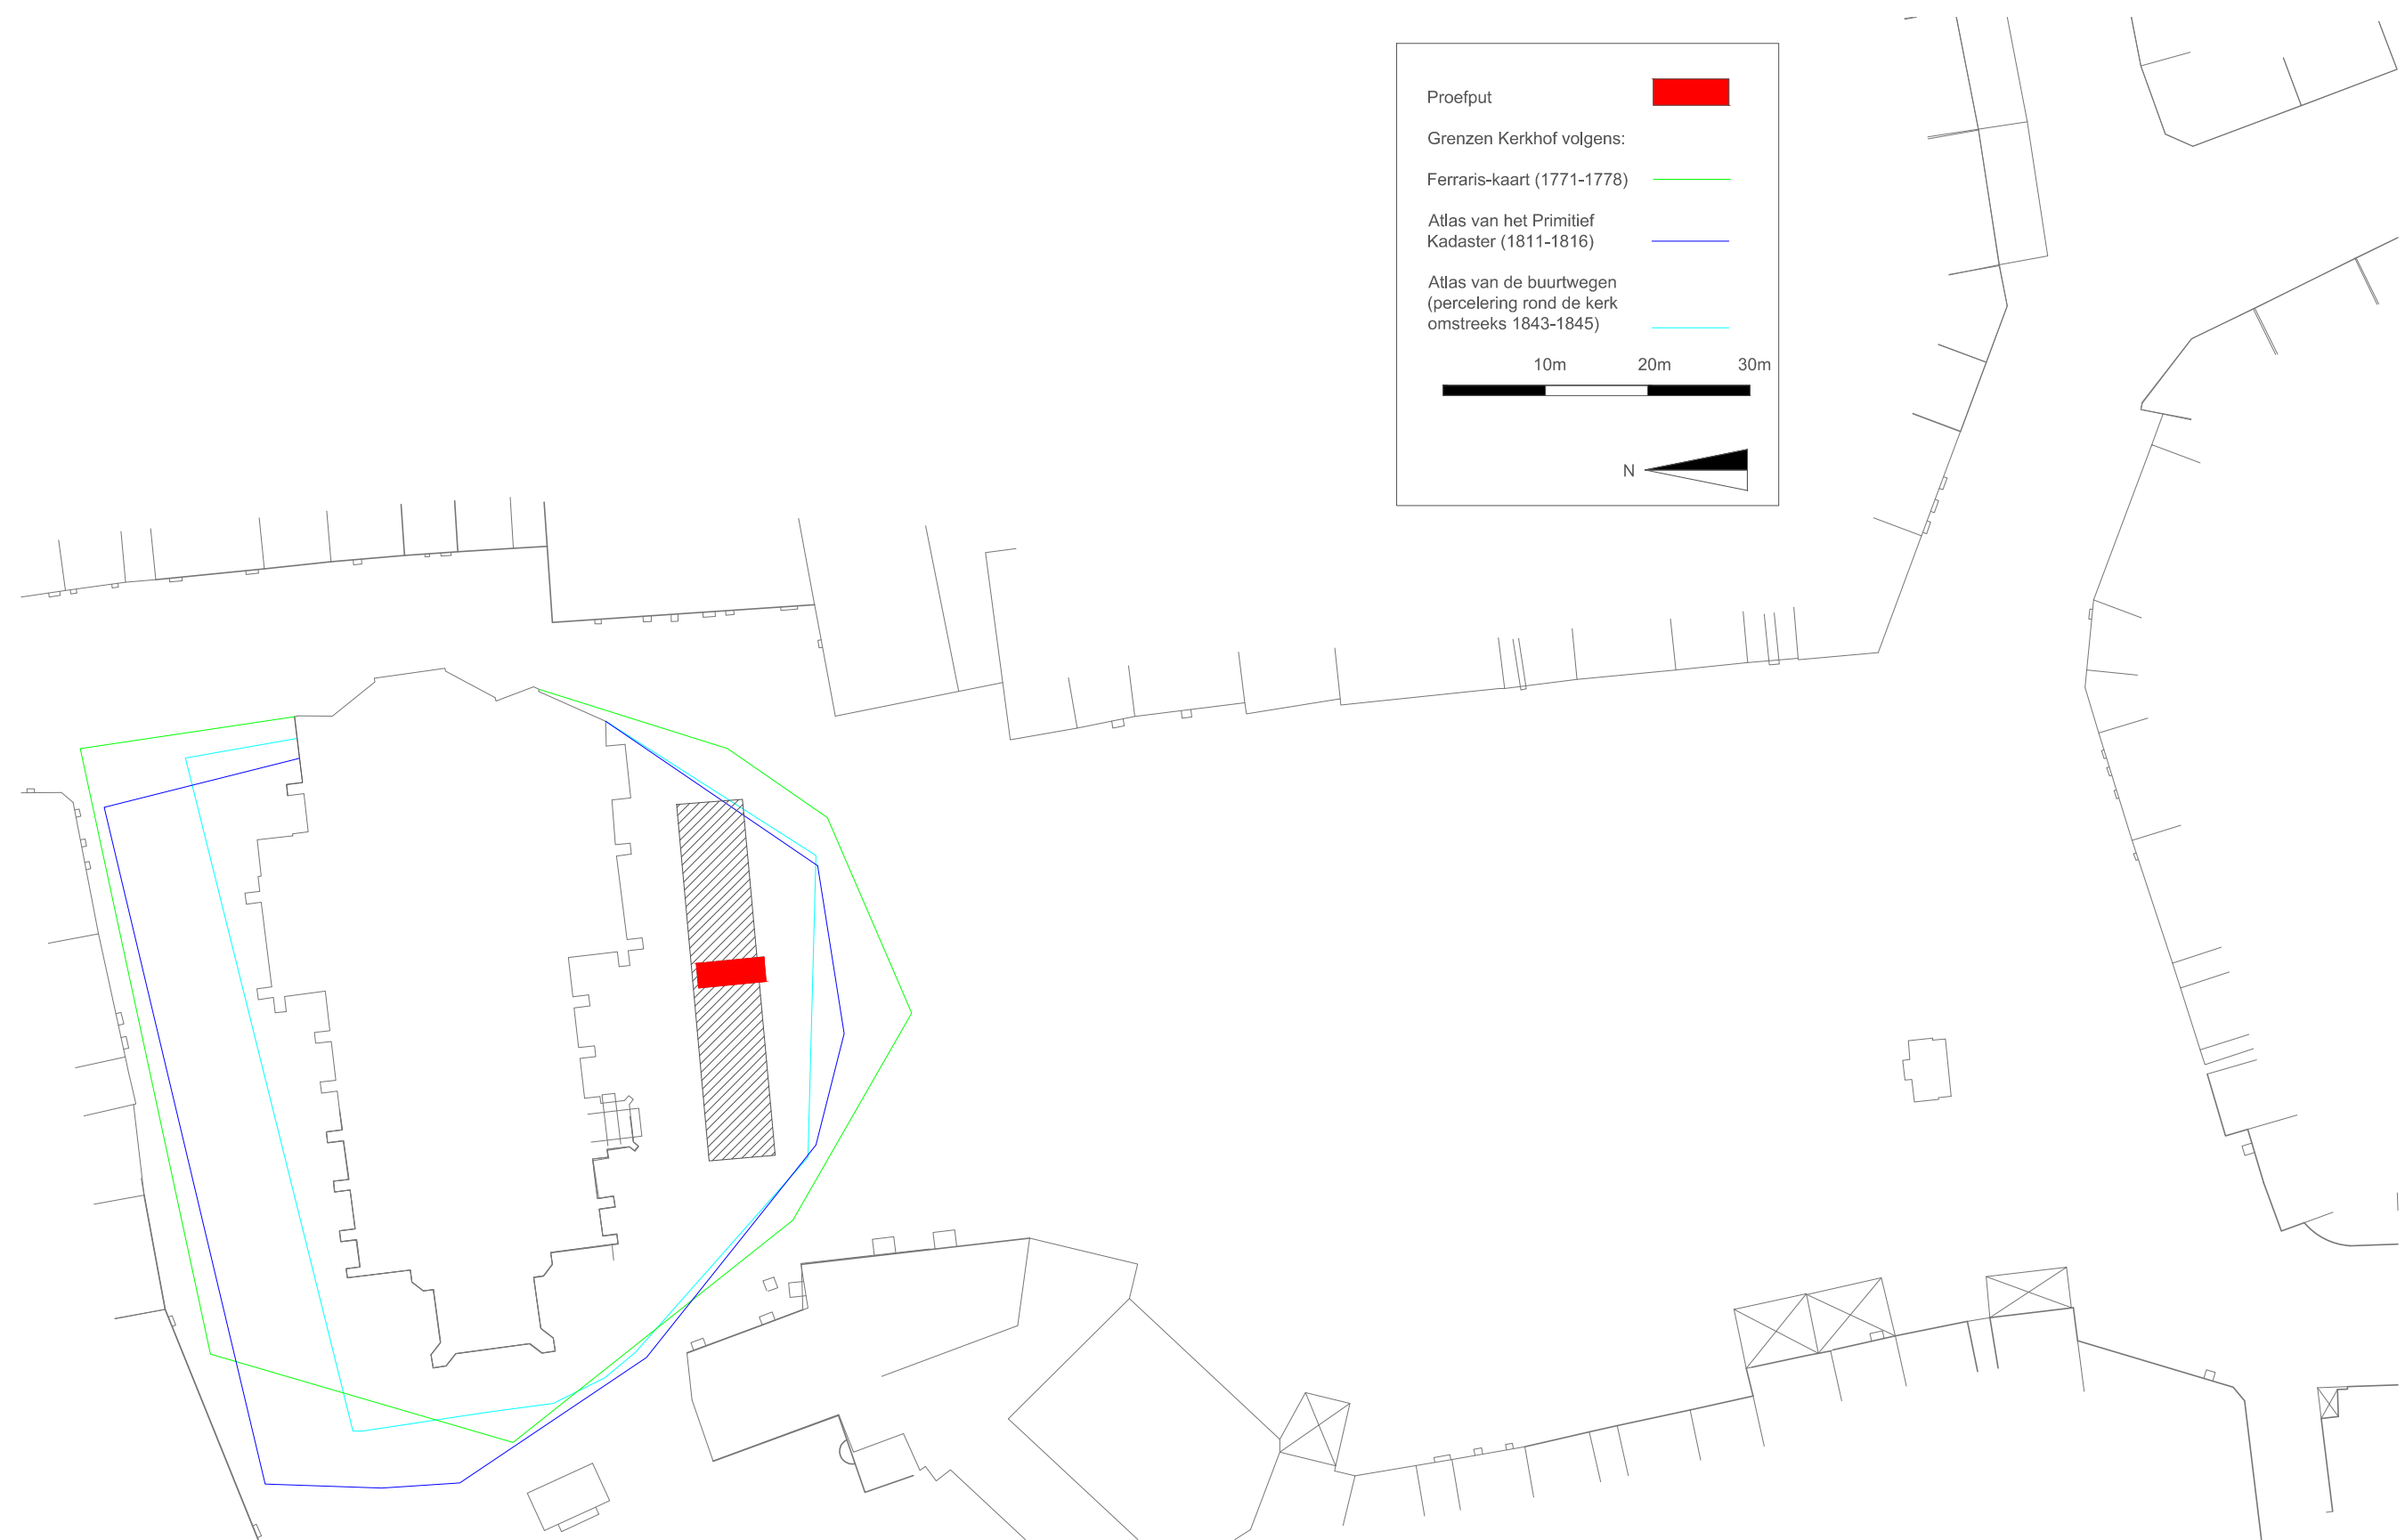 Proefput
Grenzen Kerkhof volgens:
Ferraris-kaart (1771-1778)
Atlas van het Primitief
Kadaster (1811-1816)
Atlas van de buurtwegen
(percelering rond de kerk
omstreeks 1843-1845)
10m 20m 30m
N